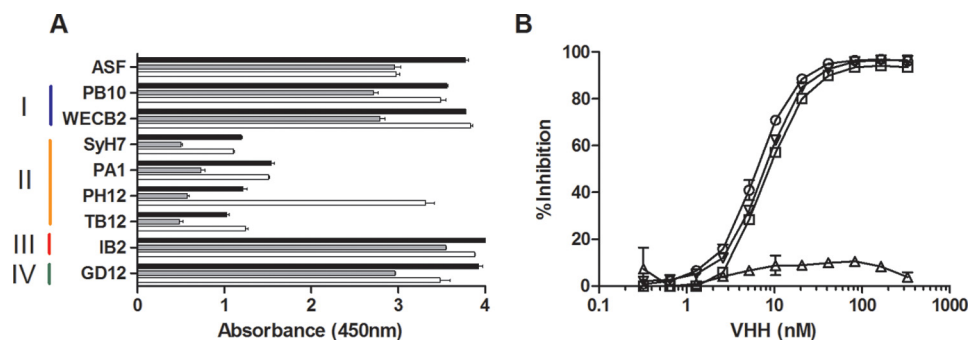 A
ASF
I
PB10
WECB2
II
SyH7
PA1
PH12
TB12
III
IB2
IV
GD12
0 1 2 3 4
Absorbance (450nm)
B
100
80
60
40
20
0
%Inhibition
0.1 1 10 100 1000
VHH (nM)